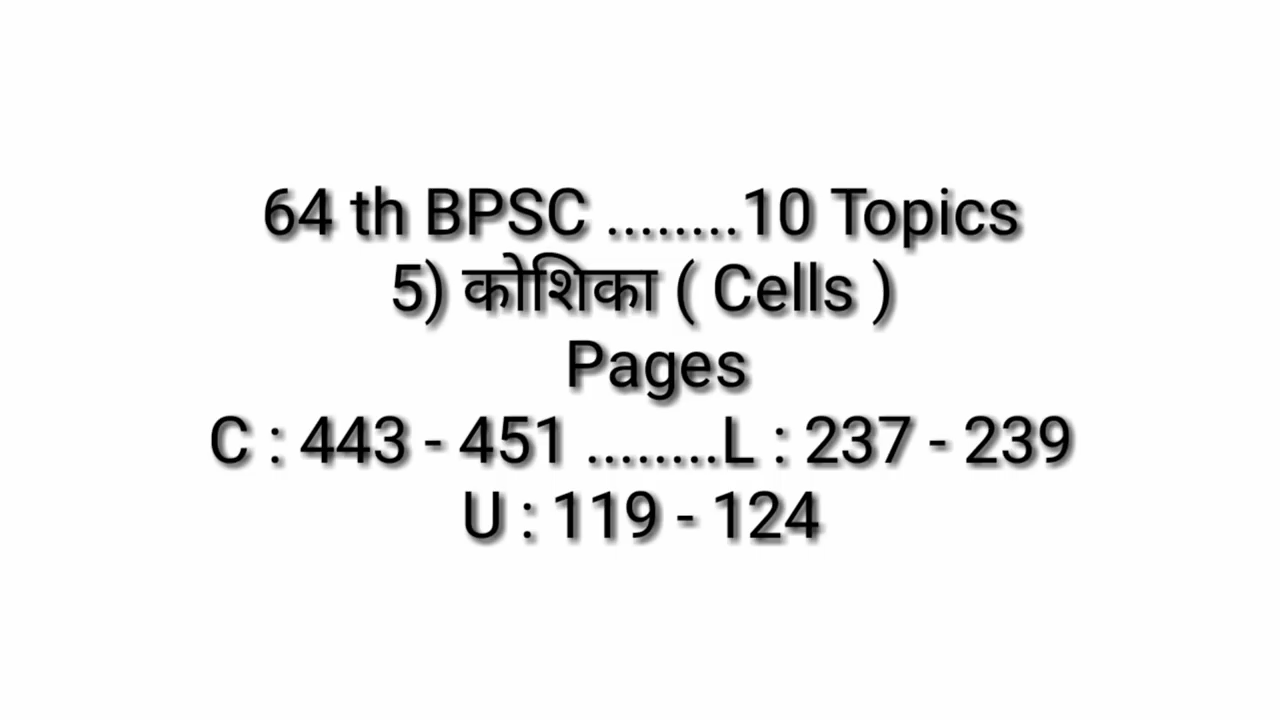 64 th BPSC ........10 Topics
5) कोशिका ( Cells )
Pages
C : 443 - 451 ........L : 237 - 239
U : 119 - 124